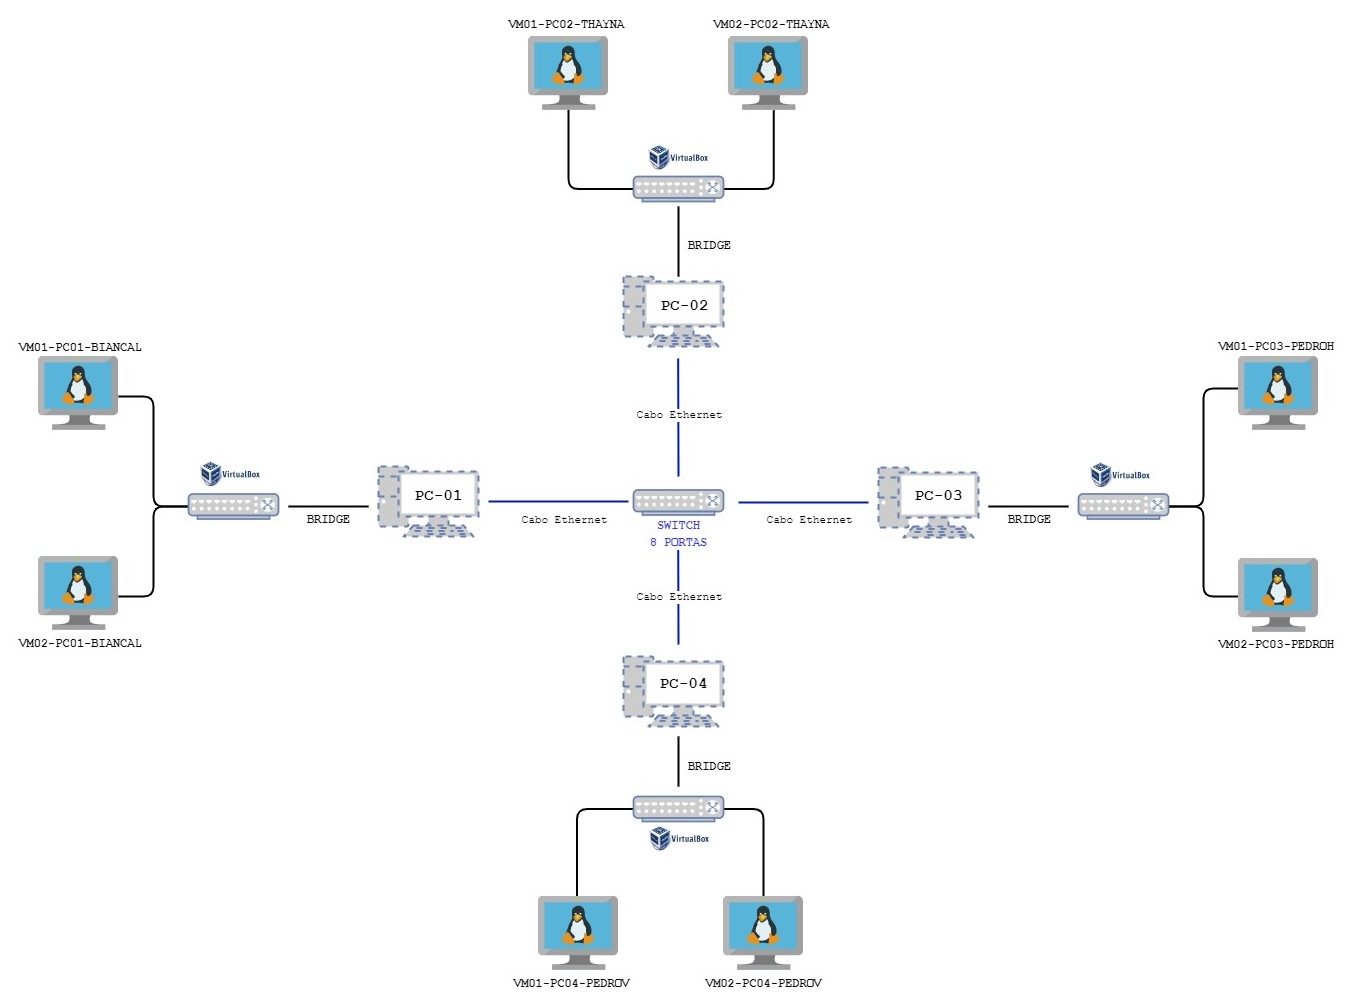 VM01-PC02-THAYNA
VM02-PC02-THAYNA
VirtualBox
BRIDGE
PC-02
VM01-PC01-BIANCAL
VM01-PC03-PEDROH
Cabo Ethernet
VirtualBox
VirtualBox
PC-01
PC-03
BRIDGE
Cabo Ethernet
SWITCH
8 PORTAS
Cabo Ethernet
BRIDGE
Cabo Ethernet
VM02-PC01-BIANCAL
VM02-PC03-PEDROH
PC-04
BRIDGE
VirtualBox
VM01-PC04-PEDROV
VM02-PC04-PEDROV